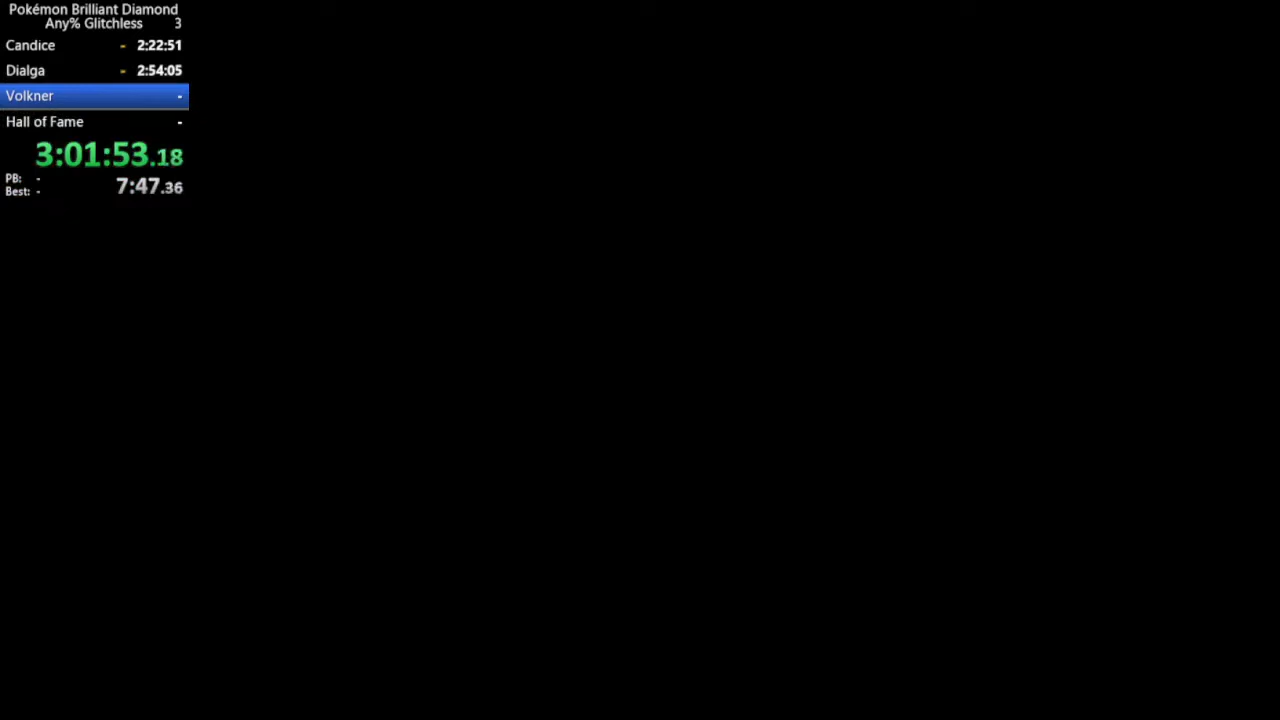 Pokémon Brilliant Diamond
Any% Glitchless 3
Candice - 2:22:51
Dialga - 2:54:05
Volkner -
Hall of Fame -
3:01:53.18
PB: - 7:47.36
Best: -